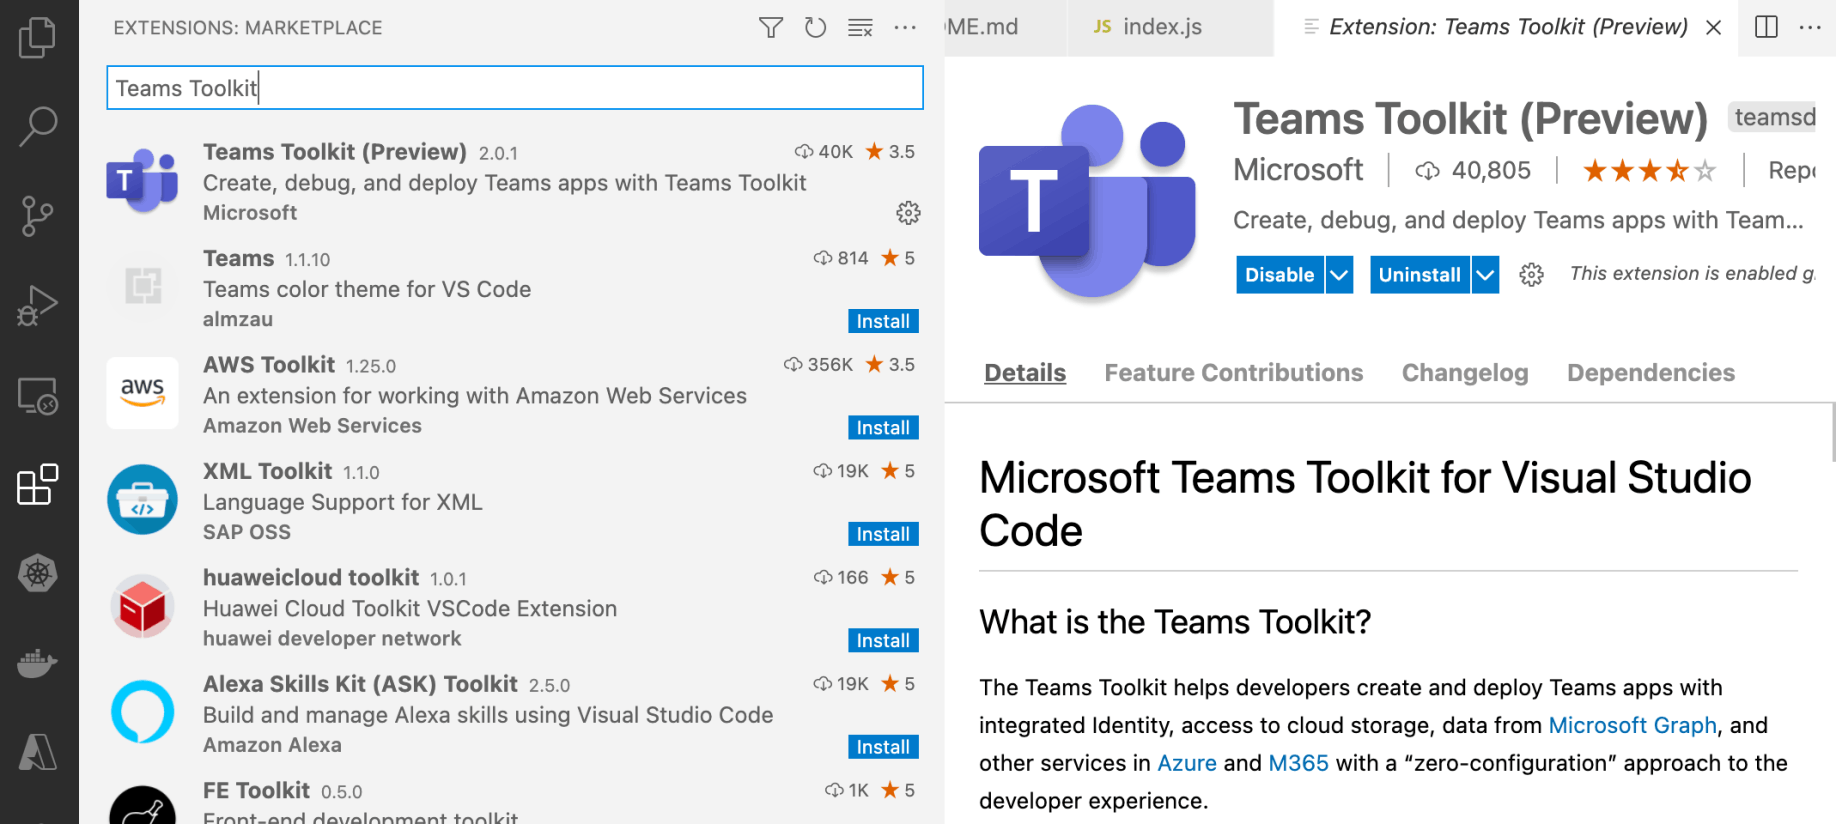 EXTENSIONS: MARKETPLACE
Teams Toolkit
Teams Toolkit (Preview) 2.0.1 40K 3.5
Create, debug, and deploy Teams apps with Teams Toolkit
Microsoft
Teams 1.1.10 814 5
Teams color theme for VS Code
almzau
Install
aws
AWS Toolkit 1.25.0 356K 3.5
An extension for working with Amazon Web Services
Amazon Web Services
Install
XML Toolkit 1.1.0 19K 5
Language Support for XML
SAP OSS
Install
huaweicloud toolkit 1.0.1 166 5
Huawei Cloud Toolkit VSCode Extension
huawei developer network
Install
Alexa Skills Kit (ASK) Toolkit 2.5.0 19K 5
Build and manage Alexa skills using Visual Studio Code
Amazon Alexa
Install
FE Toolkit 0.5.0 1K 5
Front-end development toolkit
ME.md JS index.js Extension: Teams Toolkit (Preview)
T
Teams Toolkit (Preview) teamsd
Microsoft 40,805 Repo
Create, debug, and deploy Teams apps with Team...
Disable Uninstall This extension is enabled g
Details Feature Contributions Changelog Dependencies
Microsoft Teams Toolkit for Visual Studio
Code
What is the Teams Toolkit?
The Teams Toolkit helps developers create and deploy Teams apps with
integrated Identity, access to cloud storage, data from Microsoft Graph, and
other services in Azure and M365 with a “zero-configuration” approach to the
developer experience.